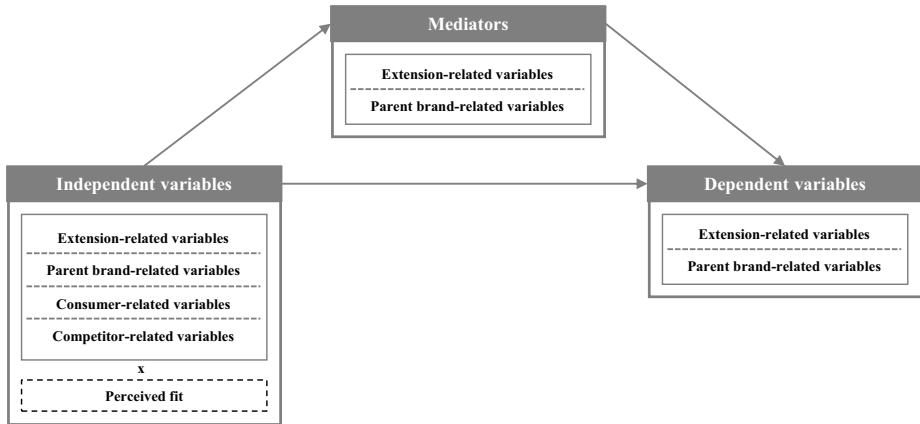 Mediators
Extension-related variables
Parent brand-related variables
Independent variables
Extension-related variables
Parent brand-related variables
Consumer-related variables
Competitor-related variables
x
Perceived fit
Dependent variables
Extension-related variables
Parent brand-related variables